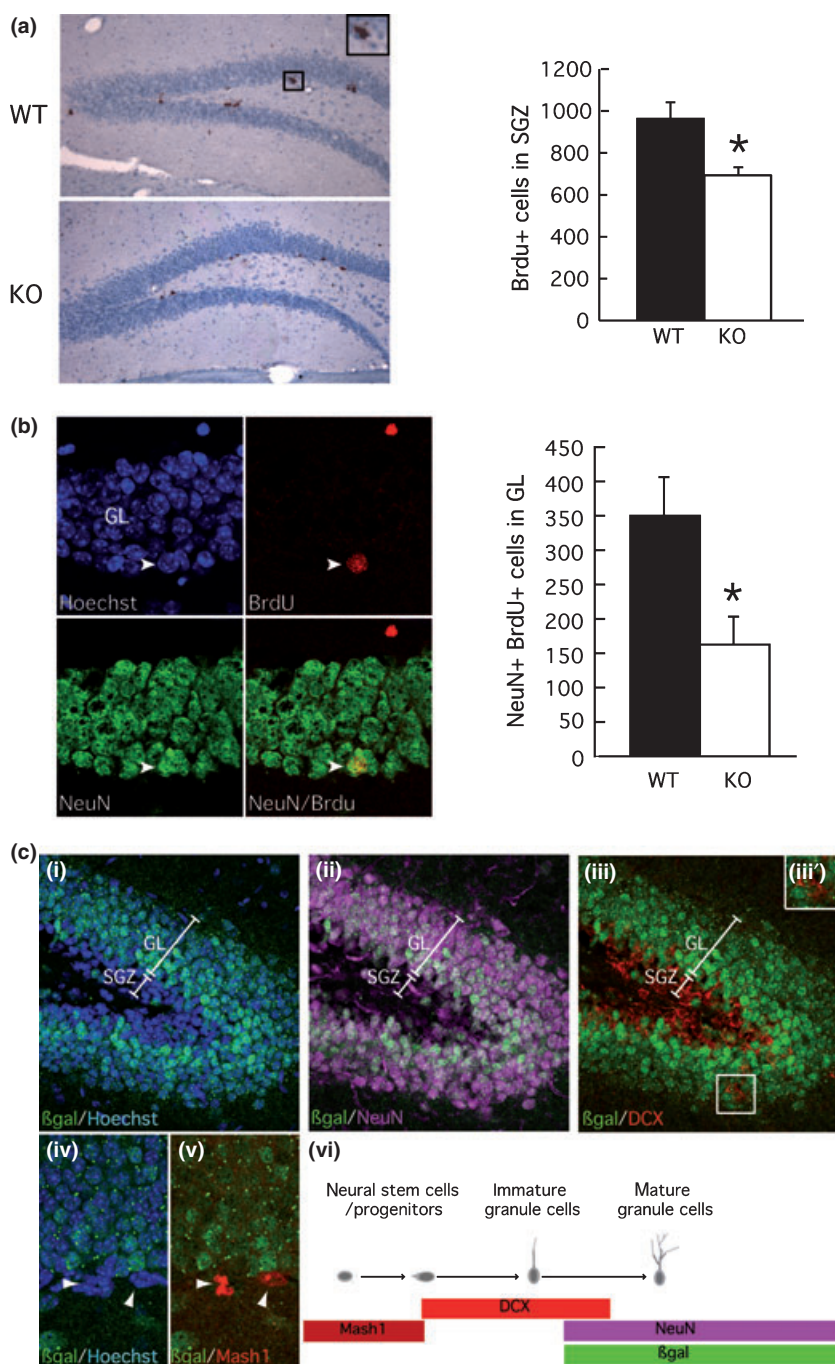 (a)
WT
KO
Brdu+ cells in SGZ
1200
1000
800
600
400
200
0
*
WT KO
(b)
GL
Hoechst
BrdU
NeuN
NeuN/Brdu
NeuN+ BrdU+ cells in GL
450
400
350
300
250
200
150
100
50
0
*
WT KO
(c)
(i)
GL
SGZ
ßgal/Hoechst
(ii)
GL
SGZ
ßgal/NeuN
(iii)
(iii′)
GL
SGZ
ßgal/DCX
(iv)
ßgal/Hoechst
(v)
ßgal/Mash1
(vi)
Neural stem cells
/progenitors
Immature
granule cells
Mature
granule cells
DCX
Mash1
NeuN
ßgal